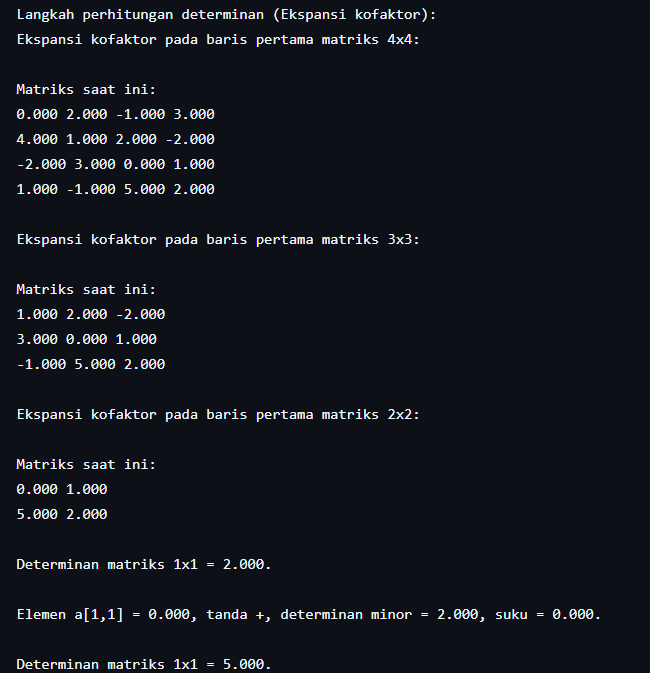 Langkah perhitungan determinan (Ekspansi kofaktor):
Ekspansi kofaktor pada baris pertama matriks 4x4:
Matriks saat ini:
0.000 2.000 -1.000 3.000
4.000 1.000 2.000 -2.000
-2.000 3.000 0.000 1.000
1.000 -1.000 5.000 2.000
Ekspansi kofaktor pada baris pertama matriks 3x3:
Matriks saat ini:
1.000 2.000 -2.000
3.000 0.000 1.000
-1.000 5.000 2.000
Ekspansi kofaktor pada baris pertama matriks 2x2:
Matriks saat ini:
0.000 1.000
5.000 2.000
Determinan matriks 1x1 = 2.000.
Elemen a[1,1] = 0.000, tanda +, determinan minor = 2.000, suku = 0.000.
Determinan matriks 1x1 = 5.000.